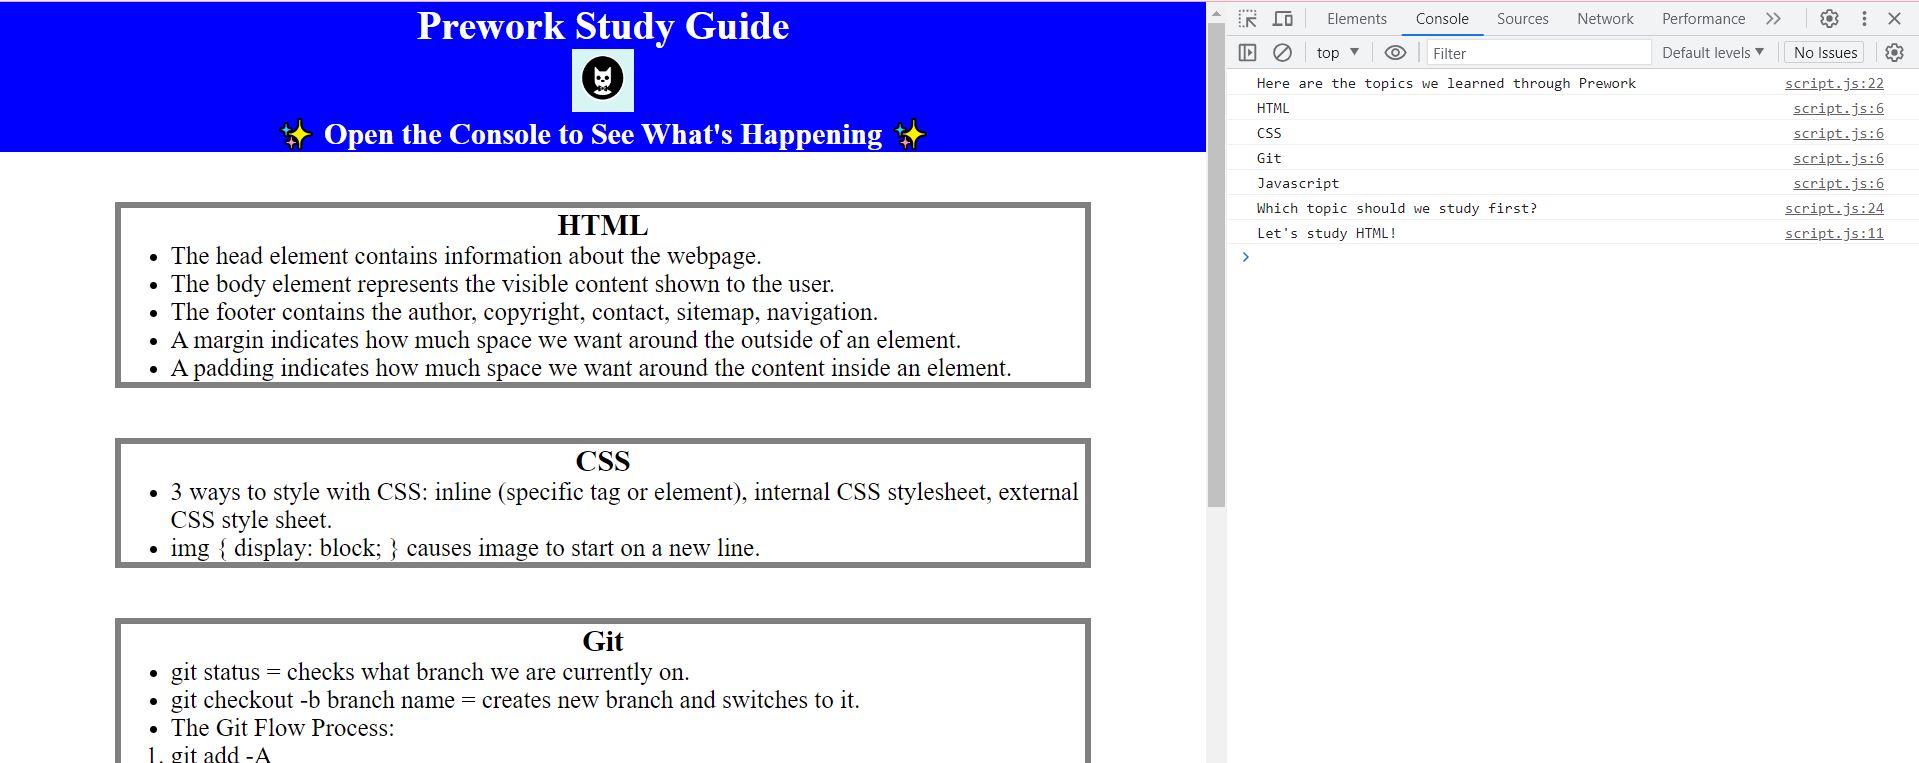 Prework Study Guide
✨ Open the Console to See What's Happening ✨
HTML
• The head element contains information about the webpage.
• The body element represents the visible content shown to the user.
• The footer contains the author, copyright, contact, sitemap, navigation.
• A margin indicates how much space we want around the outside of an element.
• A padding indicates how much space we want around the content inside an element.
CSS
• 3 ways to style with CSS: inline (specific tag or element), internal CSS stylesheet, external
CSS style sheet.
• img { display: block; } causes image to start on a new line.
Git
• git status = checks what branch we are currently on.
• git checkout -b branch name = creates new branch and switches to it.
• The Git Flow Process:
1. git add -A
Elements Console Sources Network Performance
top Filter Default levels No Issues
Here are the topics we learned through Prework script.js:22
HTML script.js:6
CSS script.js:6
Git script.js:6
Javascript script.js:6
Which topic should we study first? script.js:24
Let's study HTML! script.js:11